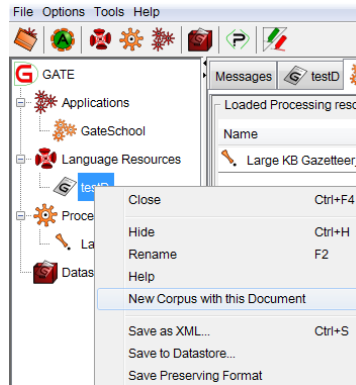 File Options Tools Help
GATE
Messages testD
Applications
Loaded Processing reso
GateSchool
Name
Language Resources
Large KB Gazetteer
testD
Proce
La
Datas
Close Ctrl+F4
Hide Ctrl+H
Rename F2
Help
New Corpus with this Document
Save as XML... Ctrl+S
Save to Datastore...
Save Preserving Format